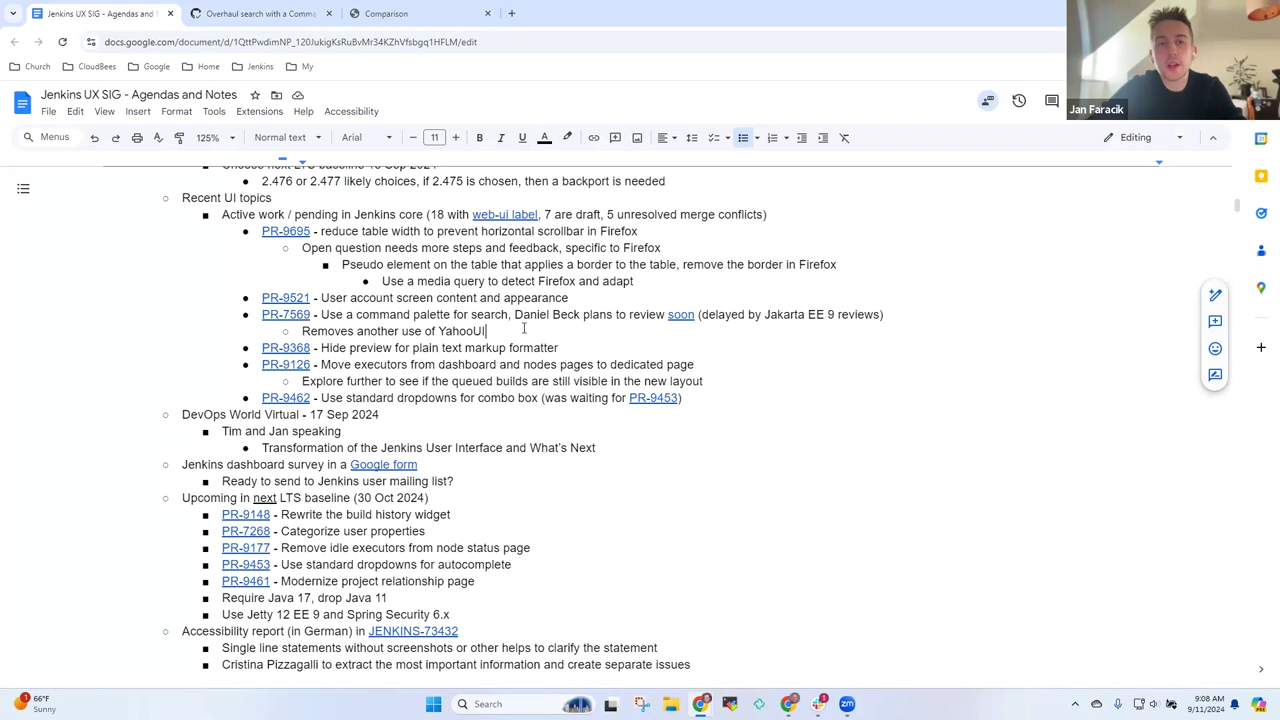 Jenkins UX SIG - Agendas and N
Overhaul search with a Comma
Comparison
docs.google.com/document/d/1QttPwdimNP_120JukigKsRuBvMr34KZhVfsbgq1HFLM/edit
Church
CloudBees
Google
Home
Jenkins
My
Jan Faracik
Jenkins UX SIG - Agendas and Notes
File Edit View Insert Format Tools Extensions Help Accessibility
Menus
125%
Normal text
Arial
11
Editing
2.476 or 2.477 likely choices, if 2.475 is chosen, then a backport is needed
Recent UI topics
Active work / pending in Jenkins core (18 with web-ui label, 7 are draft, 5 unresolved merge conflicts)
PR-9695 - reduce table width to prevent horizontal scrollbar in Firefox
Open question needs more steps and feedback, specific to Firefox
Pseudo element on the table that applies a border to the table, remove the border in Firefox
Use a media query to detect Firefox and adapt
PR-9521 - User account screen content and appearance
PR-7569 - Use a command palette for search, Daniel Beck plans to review soon (delayed by Jakarta EE 9 reviews)
Removes another use of YahooUI
PR-9368 - Hide preview for plain text markup formatter
PR-9126 - Move executors from dashboard and nodes pages to dedicated page
Explore further to see if the queued builds are still visible in the new layout
PR-9462 - Use standard dropdowns for combo box (was waiting for PR-9453)
DevOps World Virtual - 17 Sep 2024
Tim and Jan speaking
Transformation of the Jenkins User Interface and What's Next
Jenkins dashboard survey in a Google form
Ready to send to Jenkins user mailing list?
Upcoming in next LTS baseline (30 Oct 2024)
PR-9148 - Rewrite the build history widget
PR-7268 - Categorize user properties
PR-9177 - Remove idle executors from node status page
PR-9453 - Use standard dropdowns for autocomplete
PR-9461 - Modernize project relationship page
Require Java 17, drop Java 11
Use Jetty 12 EE 9 and Spring Security 6.x
Accessibility report (in German) in JENKINS-73432
Single line statements without screenshots or other helps to clarify the statement
Cristina Pizzagalli to extract the most important information and create separate issues
66°F
Sunny
Search
9:08 AM
9/11/2024